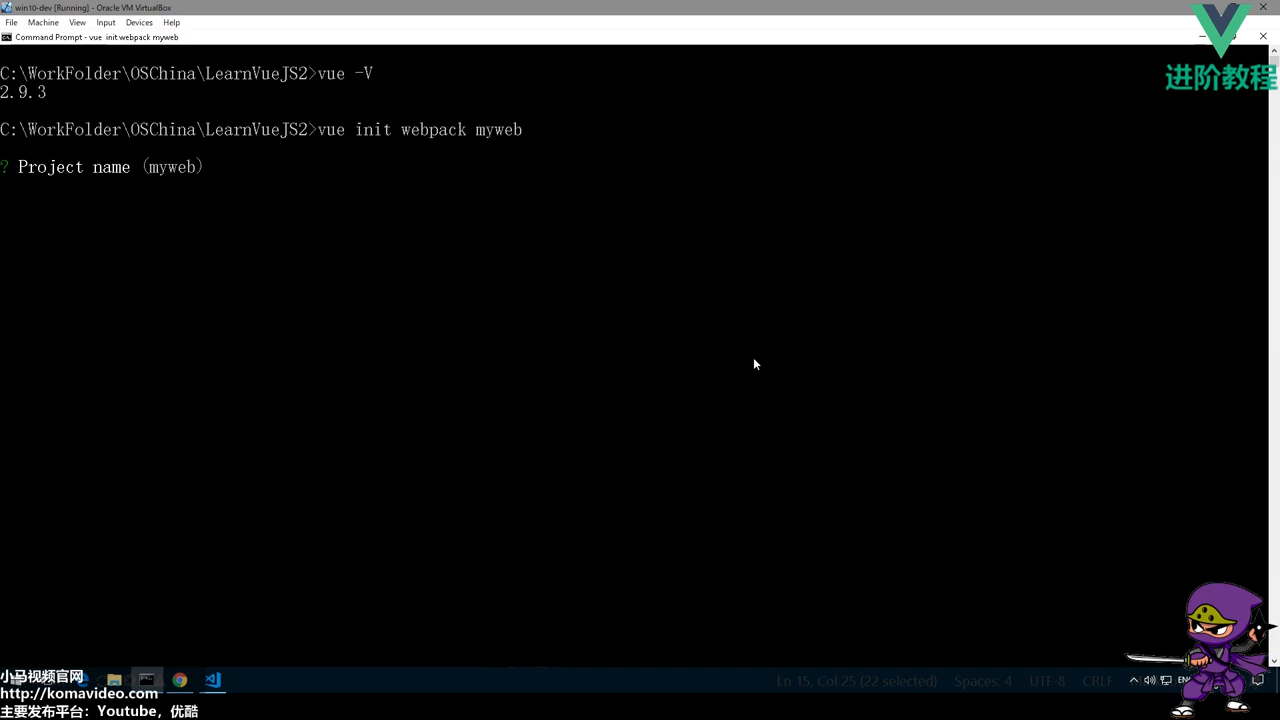 win10-dev [Running] - Oracle VM VirtualBox
File Machine View Input Devices Help
Command Prompt - vue init webpack myweb
进阶教程
C:\WorkFolder\OSChina\LearnVueJS2>vue -V
2.9.3
C:\WorkFolder\OSChina\LearnVueJS2>vue init webpack myweb
? Project name (myweb)
小马视频官网
http://komavideo.com
主要发布平台：Youtube，优酷
Ln 15, Col 25 (22 selected) Spaces: 4 UTF-8 CRLF